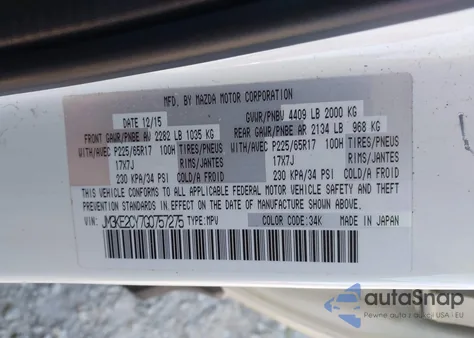 MFD. BY MAZDA MOTOR CORPORATION
DATE 12/15 GVWR/PNBV 4409 LB 2000 KG
FRONT GAWR/PNBE AV 2282 LB 1035 KG REAR GAWR/PNBE AR 2134 LB 968 KG
WITH/AVEC P225/65R17 100H TIRES/PNEUS WITH/AVEC P225/65R17 100H TIRES/PNEUS
17X7J RIMS/JANTES 17X7J RIMS/JANTES
230 KPA/34 PSI COLD/A FROID 230 KPA/34 PSI COLD/A FROID
THIS VEHICLE CONFORMS TO ALL APPLICABLE FEDERAL MOTOR VEHICLE SAFETY AND THEFT
PREVENTION STANDARDS IN EFFECT ON THE DATE OF MANUFACTURE SHOWN ABOVE.
VIN: JM3KE2CY7G0757275 TYPE: MPV COLOR CODE: 34K MADE IN JAPAN
autoSnap
Pewne auto z aukcji USA i EU